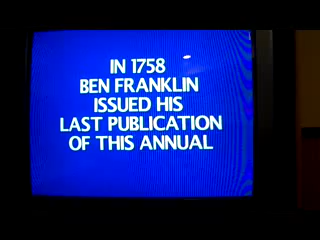 IN 1758
BEN FRANKLIN
ISSUED HIS
LAST PUBLICATION
OF THIS ANNUAL